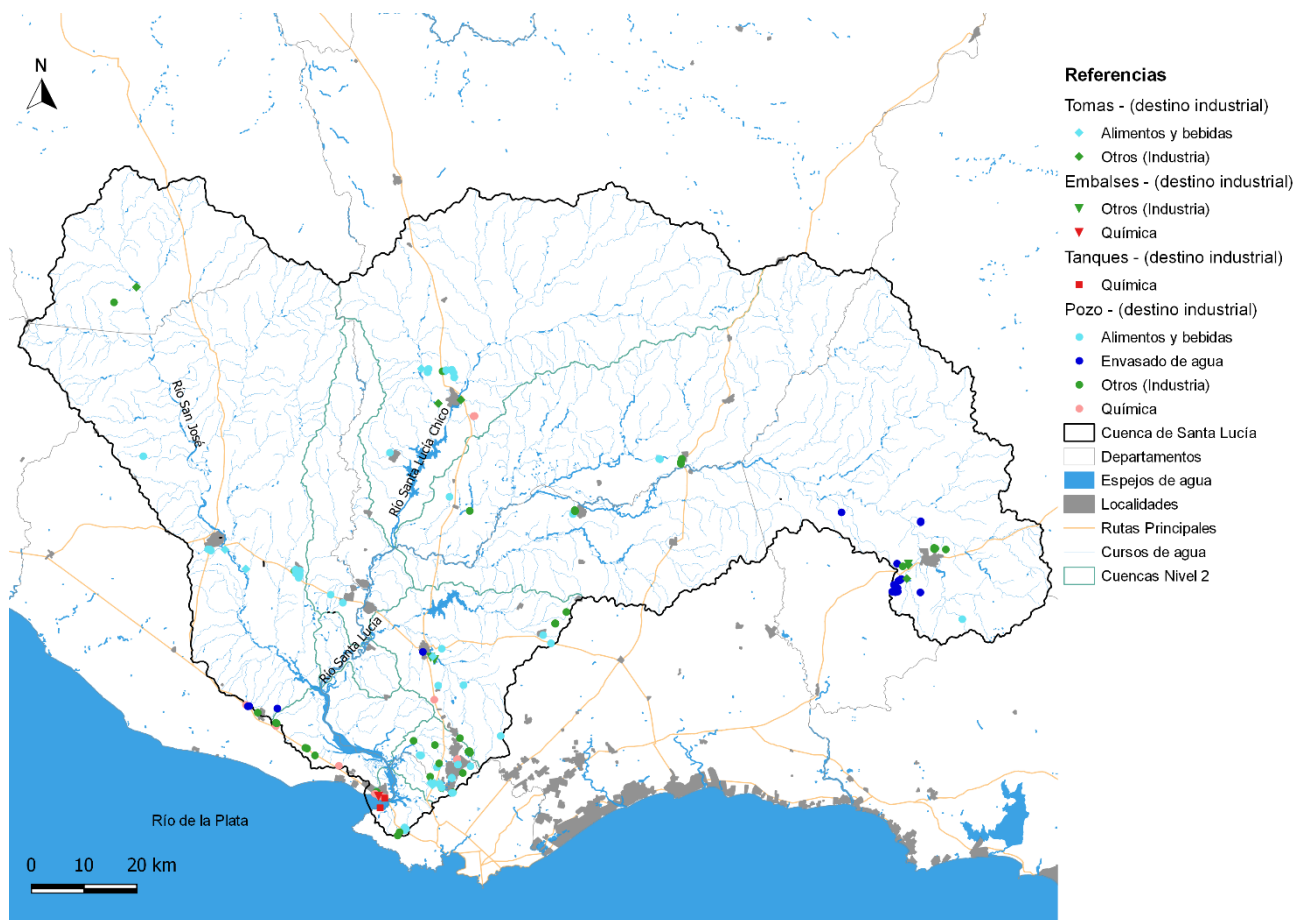 N
Río San José
Río Santa Lucía Chico
Río Santa Lucía
Río de la Plata
0 10 20 km
Referencias
Tomas - (destino industrial)
Alimentos y bebidas
Otros (Industria)
Embalses - (destino industrial)
Otros (Industria)
Química
Tanques - (destino industrial)
Química
Pozo - (destino industrial)
Alimentos y bebidas
Envasado de agua
Otros (Industria)
Química
Cuenca de Santa Lucía
Departamentos
Espejos de agua
Localidades
Rutas Principales
Cursos de agua
Cuencas Nivel 2